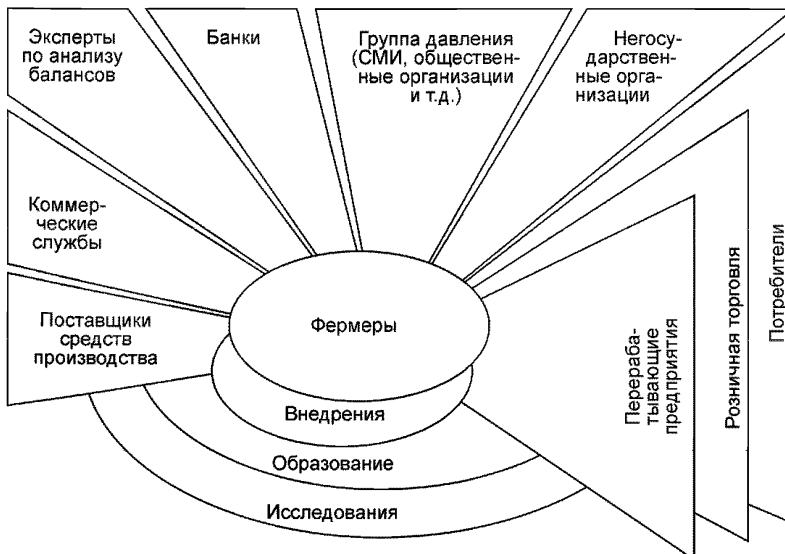 Эксперты
по анализу
балансов
Банки
Группа давления
(СМИ, обществен-
ные организации
и т.д.)
Негосу-
дарствен-
ные орга-
низации
Коммер-
ческие
службы
Поставщики
средств
производства
Фермеры
Внедрения
Образование
Исследования
Перераба-
тывающие
предприятия
Розничная торговля
Потребители